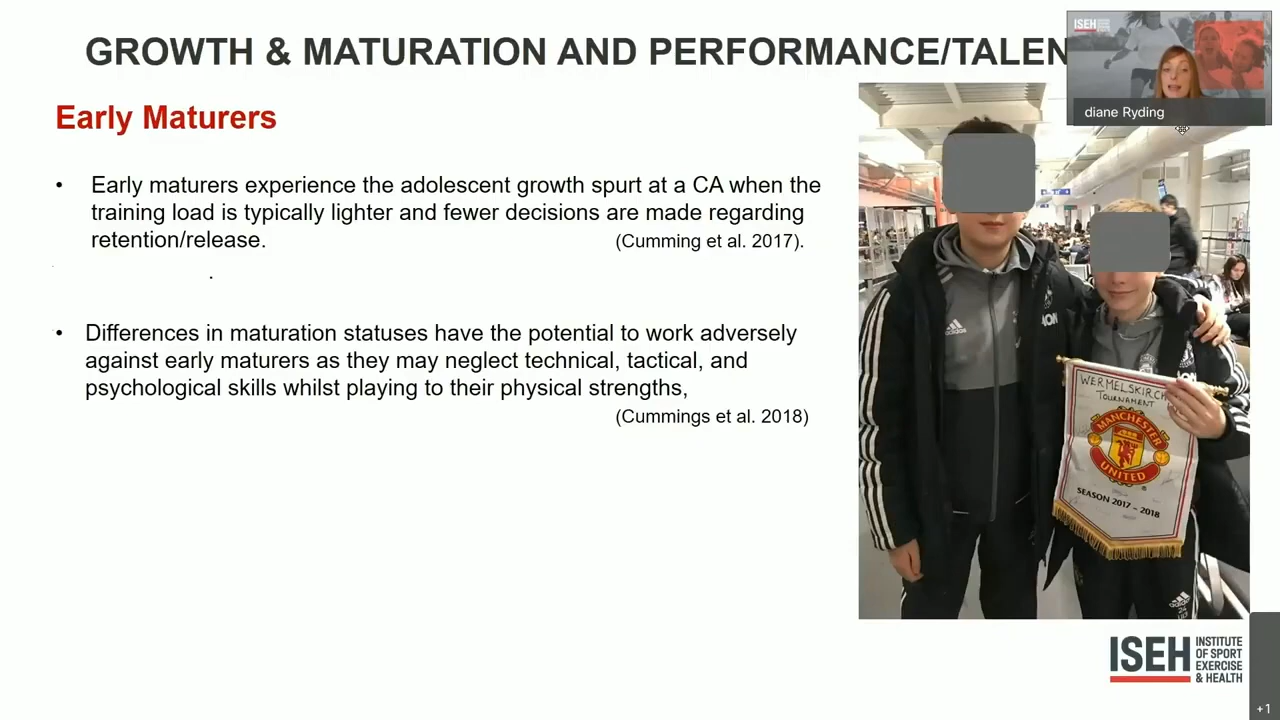 GROWTH & MATURATION AND PERFORMANCE/TALEN
ISEH
diane Ryding
Early Maturers
• Early maturers experience the adolescent growth spurt at a CA when the
training load is typically lighter and fewer decisions are made regarding
retention/release. (Cumming et al. 2017).
.
• Differences in maturation statuses have the potential to work adversely
against early maturers as they may neglect technical, tactical, and
psychological skills whilst playing to their physical strengths,
(Cummings et al. 2018)
adidas
WERMELSKIRCH
TOURNAMENT
MANCHESTER
UNITED
SEASON 2017 - 2018
adidas
24
ISEH INSTITUTE
OF SPORT
EXERCISE
& HEALTH
+1